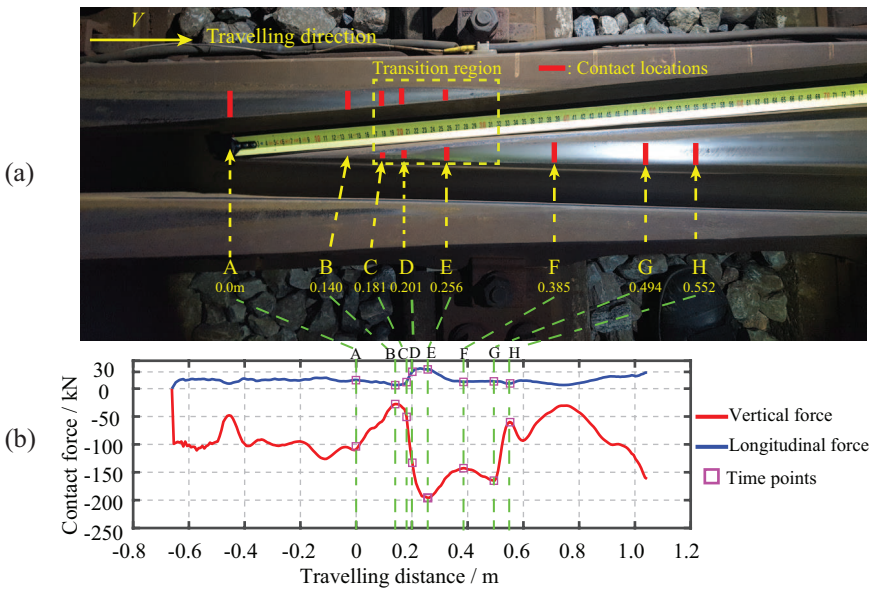 (a)
V
Travelling direction
Transition region
: Contact locations
A B C D E F G H
0.0m 0.140 0.181 0.201 0.256 0.385 0.494 0.552
(b)
A B C D E F G H
Contact force / kN
30
0
-50
-100
-150
-200
-250
-0.8 -0.6 -0.4 -0.2 0 0.2 0.4 0.6 0.8 1.0 1.2
Travelling distance / m
Vertical force
Longitudinal force
Time points